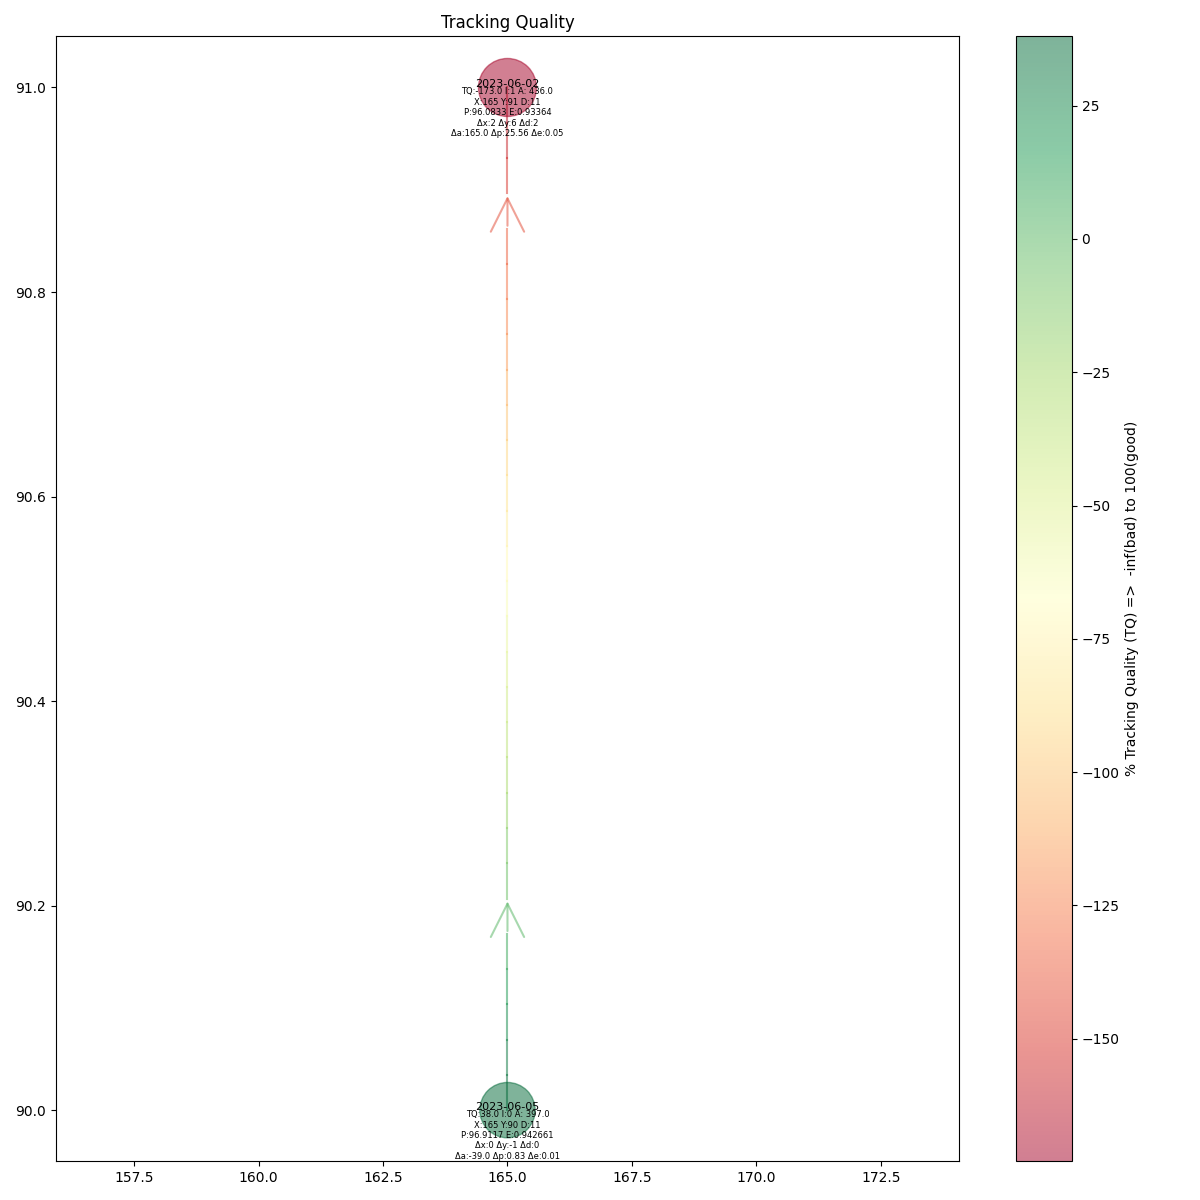 Tracking Quality
91.0
90.8
90.6
90.4
90.2
90.0
2023-06-02
TQ:-173.0 I:1 A: 436.0
X:165 Y:91 D:11
P:96.0833 E:0.93364
Δx:2 Δy:6 Δd:2
Δa:165.0 Δp:25.56 Δe:0.05
2023-06-05
TQ:38.0 I:0 A: 397.0
X:165 Y:90 D:11
P:96.9117 E:0.942661
Δx:0 Δy:-1 Δd:0
Δa:-39.0 Δp:0.83 Δe:0.01
157.5 160.0 162.5 165.0 167.5 170.0 172.5
25
0
−25
−50
−75
−100
−125
−150
% Tracking Quality (TQ) => -inf(bad) to 100(good)